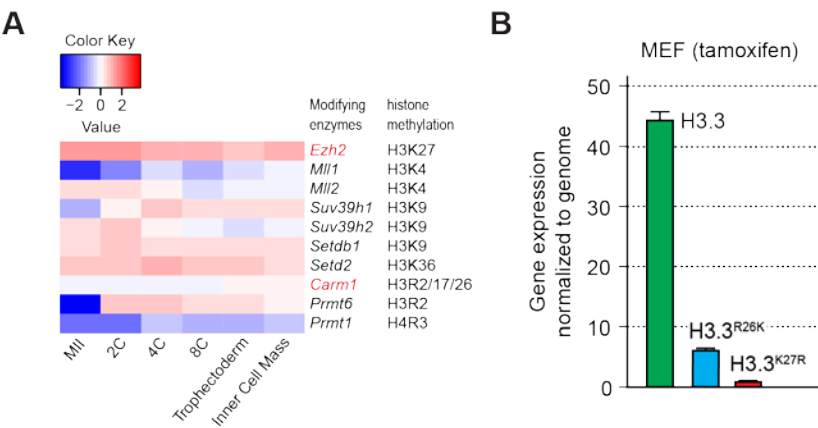 A
Color Key
−2 0 2
Value
Modifying enzymes
histone methylation
Ezh2 H3K27
Mll1 H3K4
Mll2 H3K4
Suv39h1 H3K9
Suv39h2 H3K9
Setdb1 H3K9
Setd2 H3K36
Carm1 H3R2/17/26
Prmt6 H3R2
Prmt1 H4R3
MII 2C 4C 8C Trophectoderm Inner Cell Mass
B
MEF (tamoxifen)
Gene expression
normalized to genome
50
40
30
20
10
0
H3.3
H3.3R26K
H3.3K27R